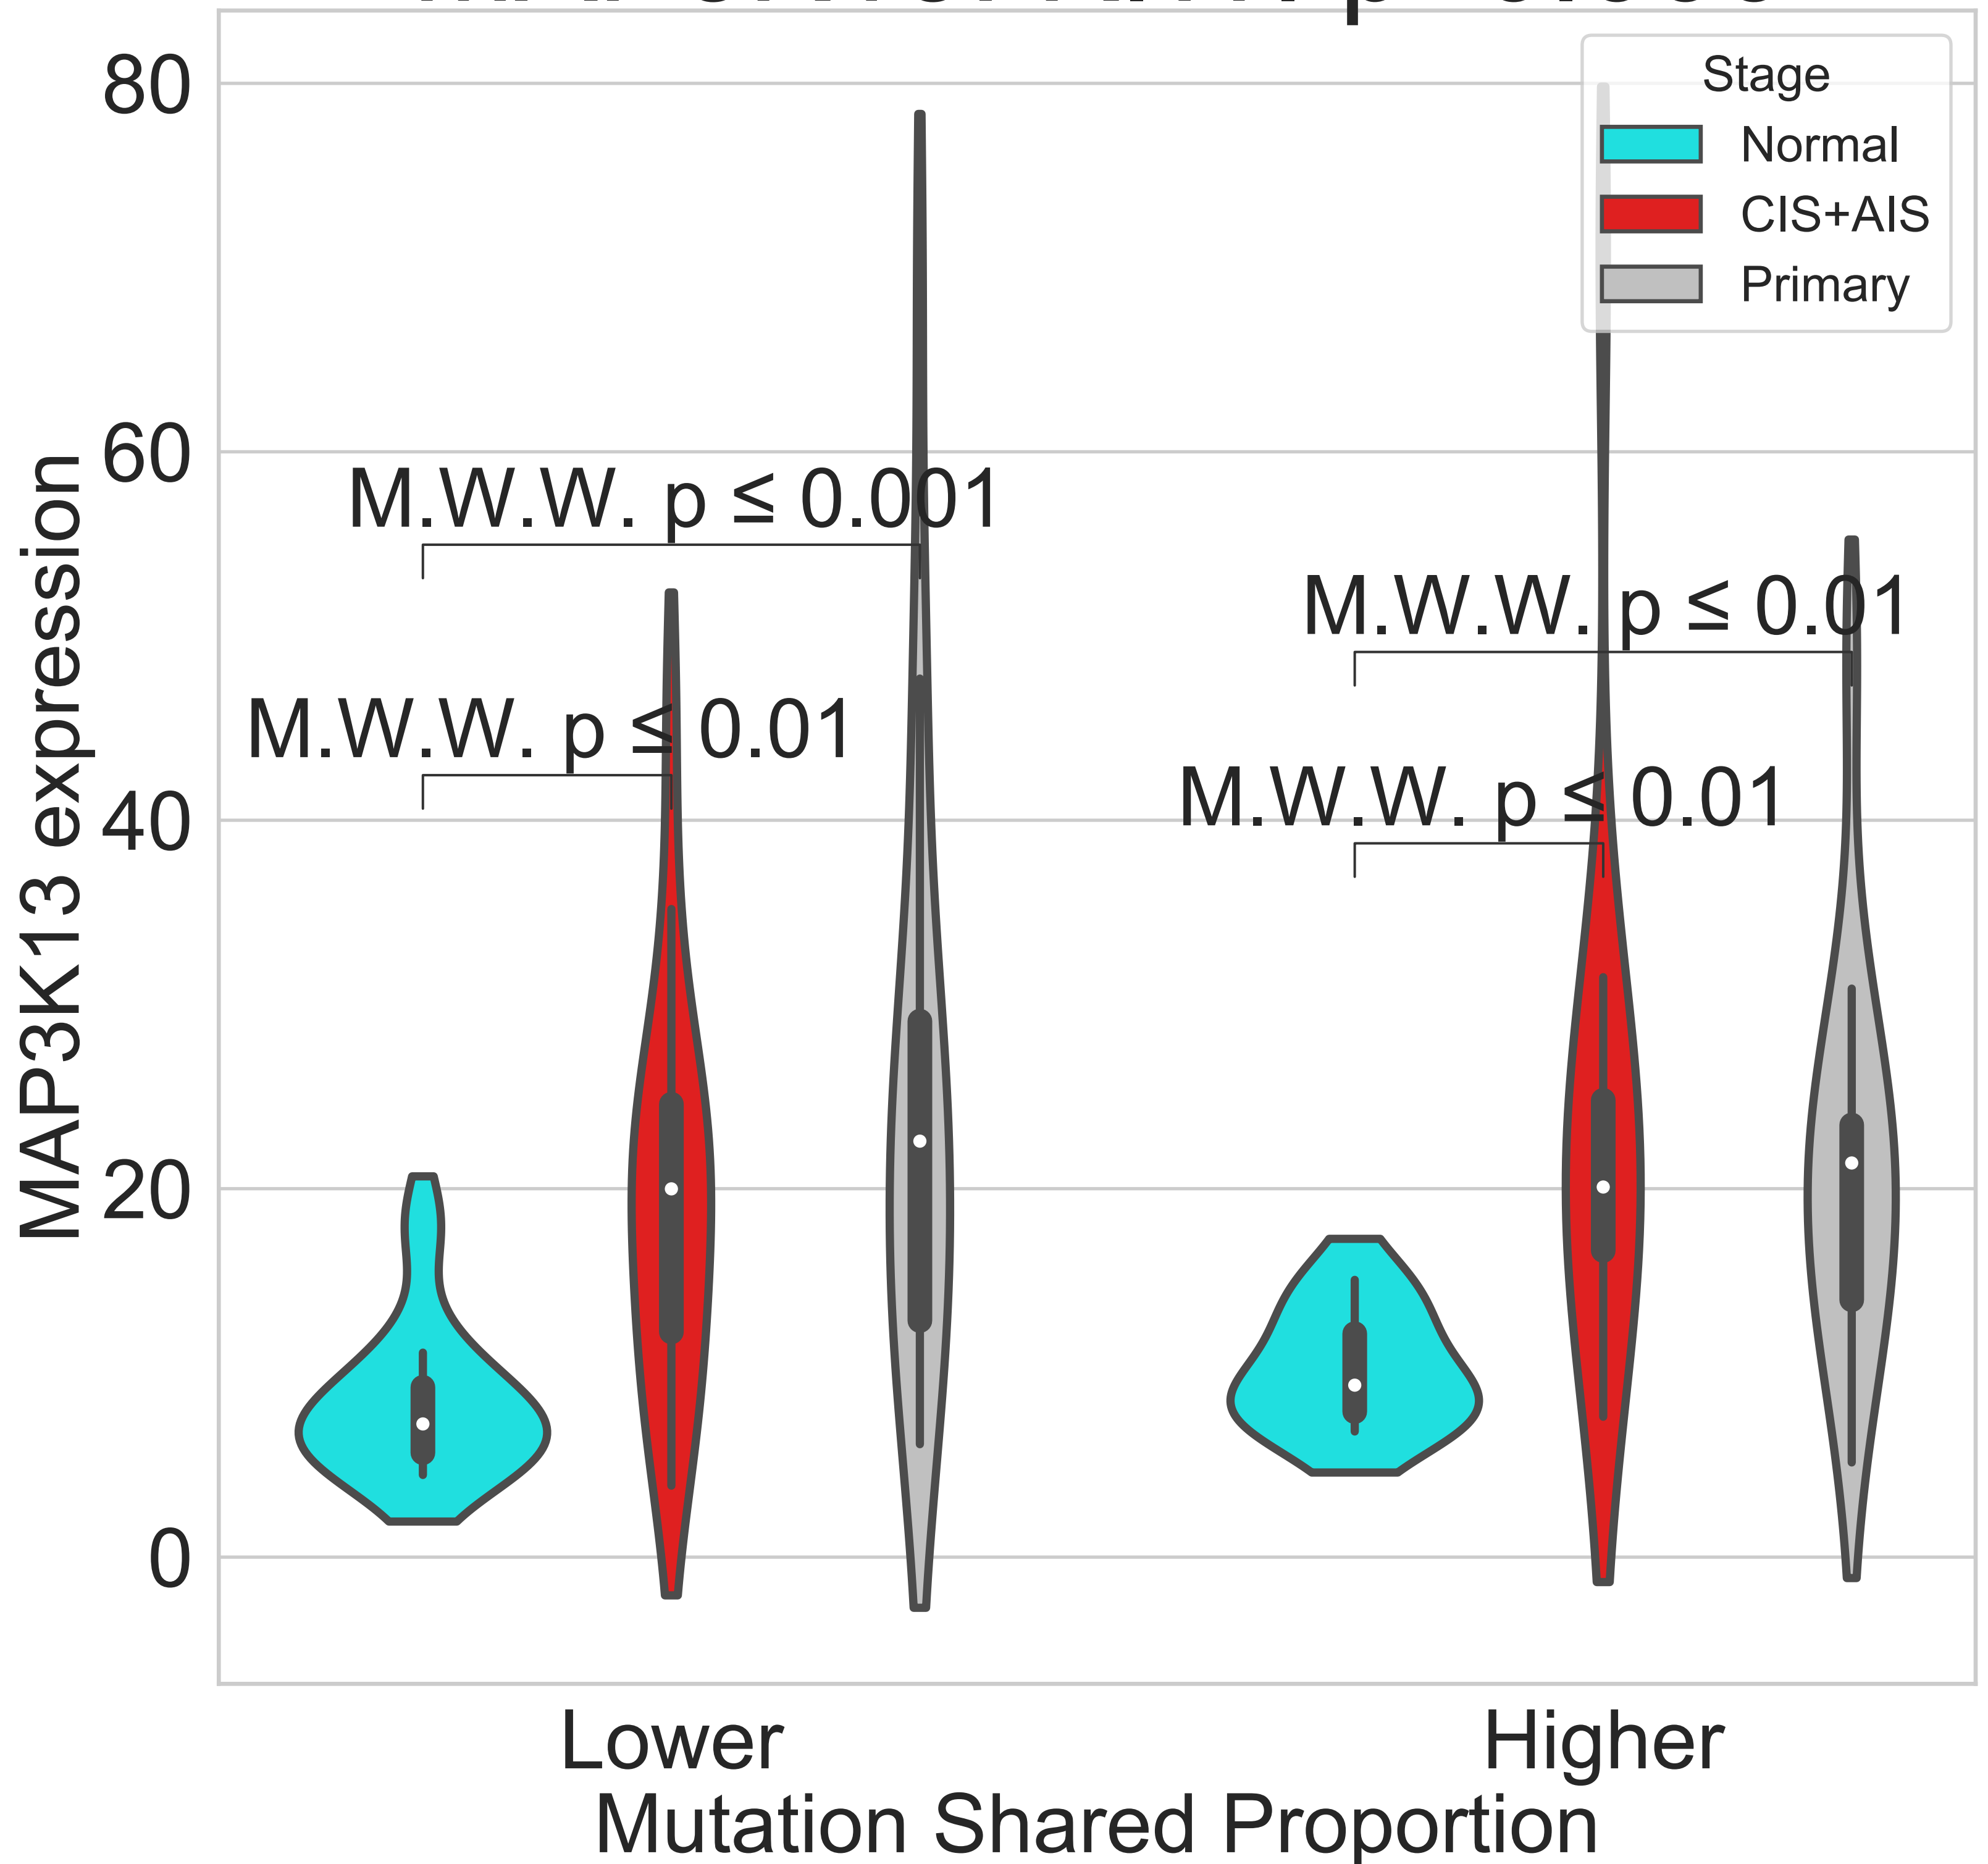 80
60
40
20
0
MAP3K13 expression
Stage
Normal
CIS+AIS
Primary
M.W.W. p ≤ 0.001
M.W.W. p ≤ 0.01
M.W.W. p ≤ 0.01
M.W.W. p ≤ 0.01
Lower
Higher
Mutation Shared Proportion